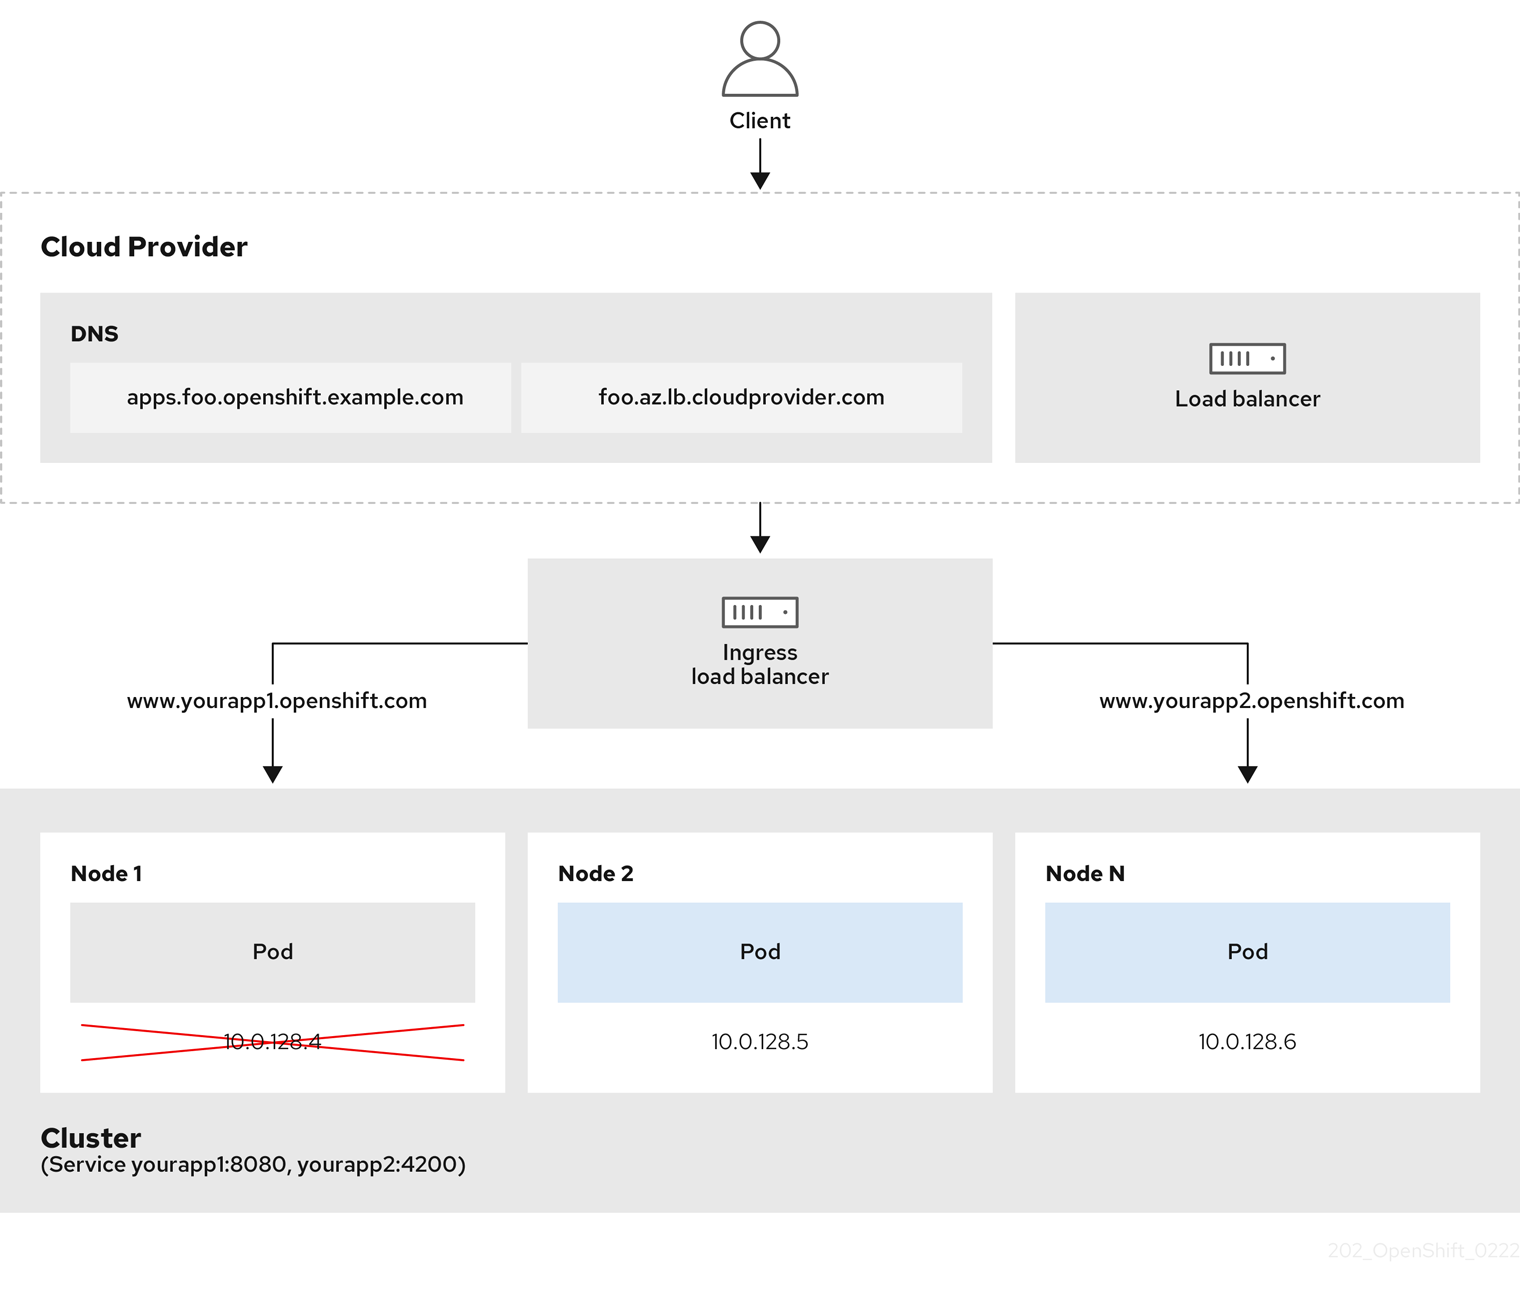 Client
Cloud Provider
DNS
apps.foo.openshift.example.com
foo.az.lb.cloudprovider.com
Load balancer
Ingress
load balancer
www.yourapp1.openshift.com
www.yourapp2.openshift.com
Node 1
Pod
10.0.128.4
Node 2
Pod
10.0.128.5
Node N
Pod
10.0.128.6
Cluster
(Service yourapp1:8080, yourapp2:4200)
202_OpenShift_0222